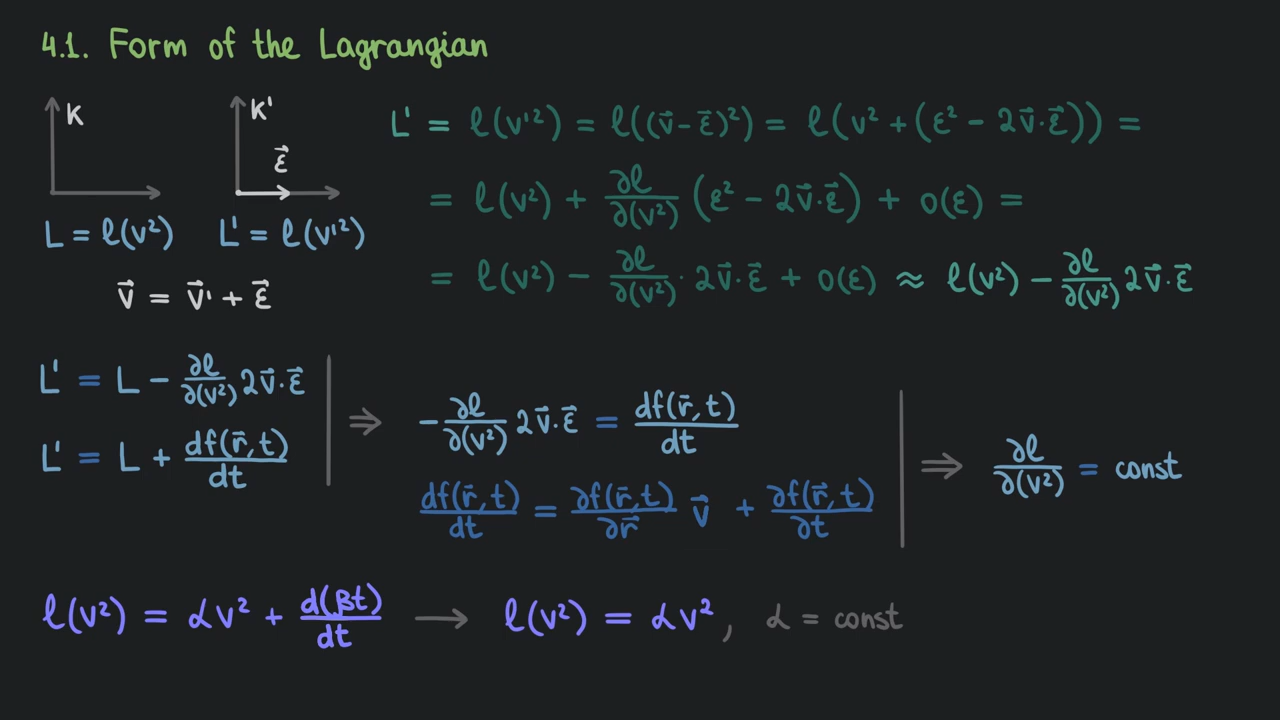 4.1. Form of the Lagrangian
K
K'
ε⃗
L = ℓ(v²)
L' = ℓ(v'²)
v⃗ = v⃗' + ε⃗
L' = ℓ(v'²) = ℓ((v⃗ - ε⃗)²) = ℓ(v² + (ε² - 2v⃗·ε⃗)) =
= ℓ(v²) + ∂ℓ/∂(v²) (ε² - 2v⃗·ε⃗) + o(ε) =
= ℓ(v²) - ∂ℓ/∂(v²) · 2v⃗·ε⃗ + o(ε) ≈ ℓ(v²) - ∂ℓ/∂(v²) 2v⃗·ε⃗
L' = L - ∂ℓ/∂(v²) 2v⃗·ε⃗
L' = L + df(r⃗, t)/dt
⇒ -∂ℓ/∂(v²) 2v⃗·ε⃗ = df(r⃗, t)/dt
df(r⃗, t)/dt = ∂f(r⃗, t)/∂r⃗ v⃗ + ∂f(r⃗, t)/∂t
⇒ ∂ℓ/∂(v²) = const
ℓ(v²) = αv² + d(βt)/dt → ℓ(v²) = αv², α = const